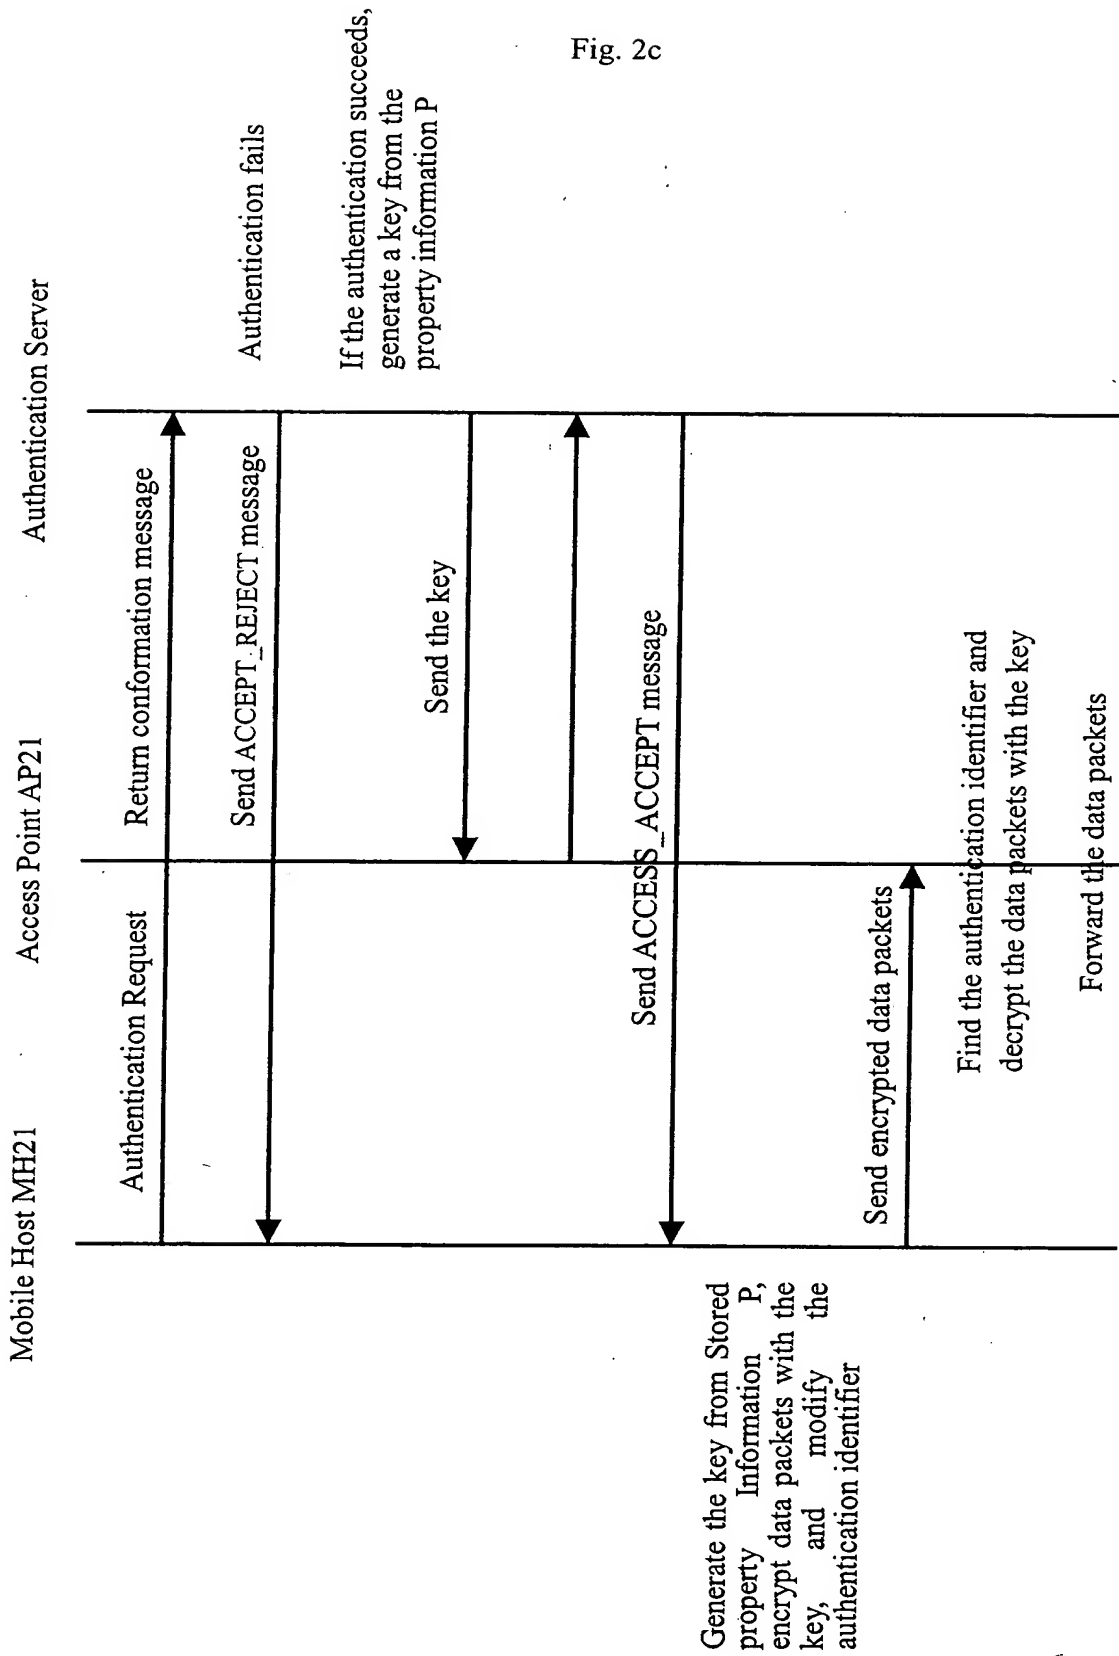 Fig. 2c
Mobile Host MH21
Access Point AP21
Authentication Server
Authentication Request
Return conformation message
Send ACCEPT_REJECT message
Authentication fails
If the authentication succeeds,
generate a key from the
property information P
Send the key
Send ACCESS_ACCEPT message
Generate the key from Stored
property Information P,
encrypt data packets with the
key, and modify the
authentication identifier
Send encrypted data packets
Find the authentication identifier and
decrypt the data packets with the key
Forward the data packets